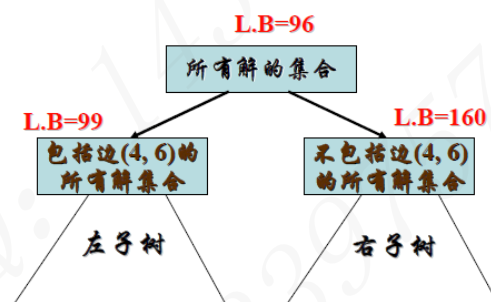 L.B=96
所有解的集合
L.B=99
L.B=160
包括边(4, 6)的
所有解集合
不包括边(4, 6)
的所有解集合
左子树
右子树